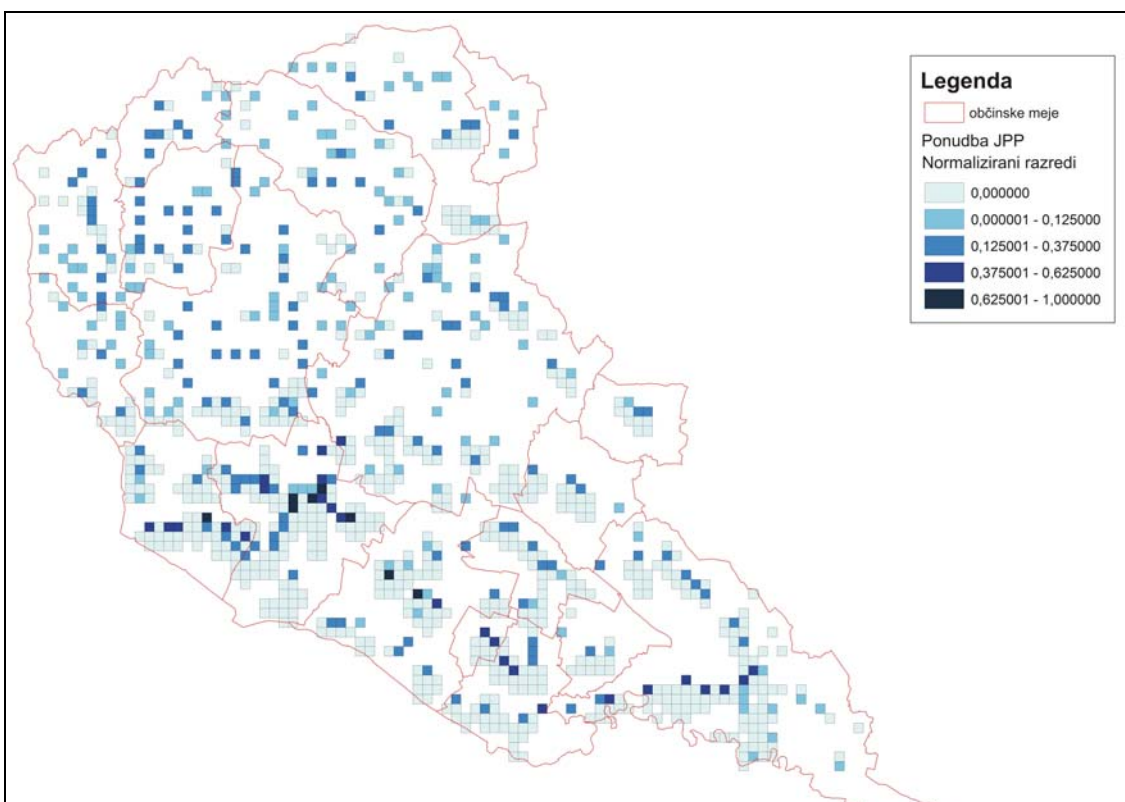 Legenda
občinske meje
Ponudba JPP
Normalizirani razredi
0,000000
0,000001 - 0,125000
0,125001 - 0,375000
0,375001 - 0,625000
0,625001 - 1,000000